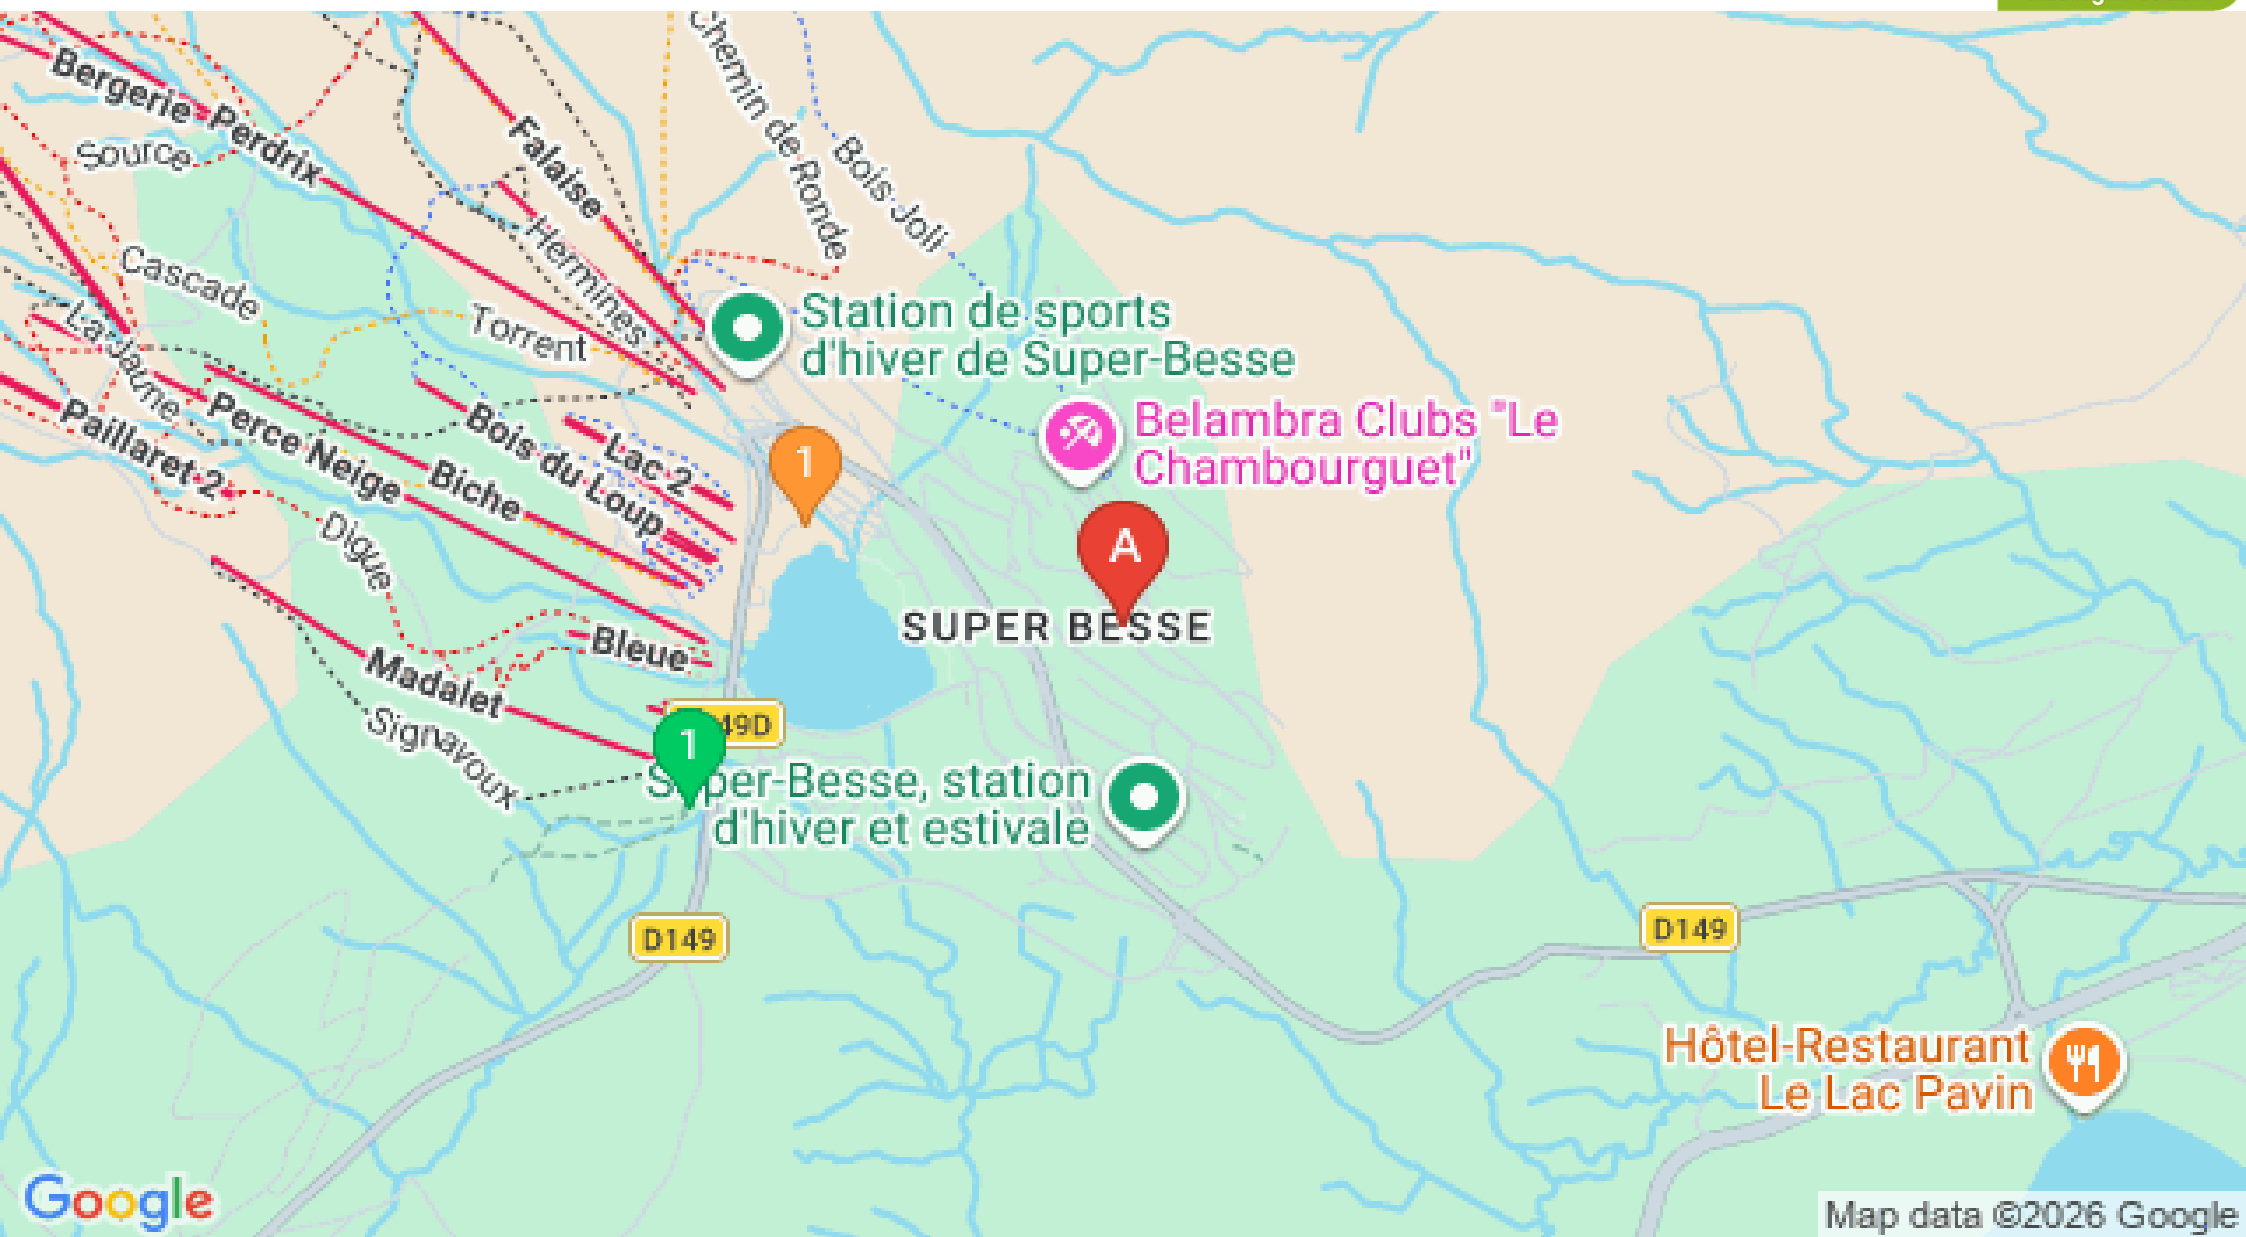 Chemin de Ronde
Bois Joli
Bergerie
Perdrix
Source
Falaise
Hermines
Cascade
Torrent
Station de sports
d'hiver de Super-Besse
Belambra Clubs "Le
Chambourguet"
La Jaune
Paillaret 2
Perce Neige
Biche
Bois du Loup
Lac 2
1
A
Digue
SUPER BESSE
Bleue
Madalet
Signavoux
49D
1
Super-Besse, station
d'hiver et estivale
D149
D149
Hôtel-Restaurant
Le Lac Pavin
Google
Map data ©2026 Google